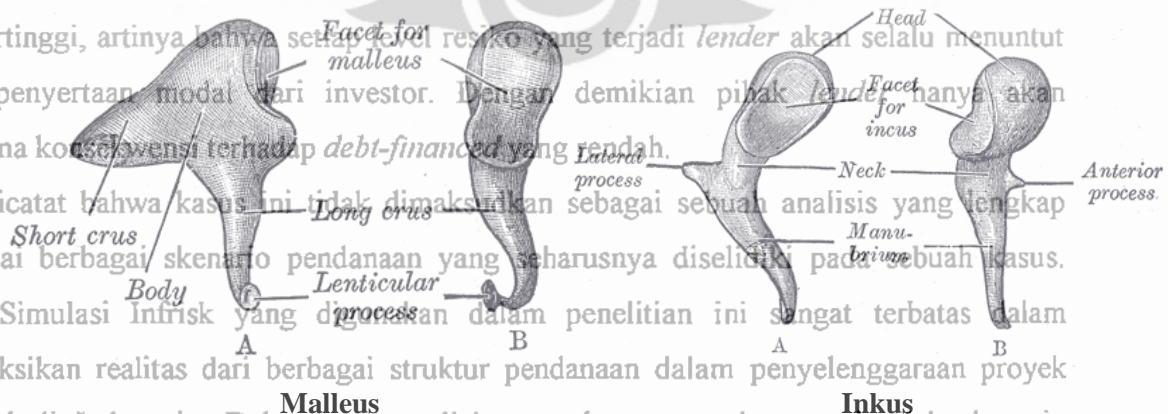 Head
Facet for
malleus
rtinggi, artinya bahwa setiap level resiko yang terjadi lender akan selalu menuntut
penyertaan modal dari investor. Dengan demikian pihak lender hanya akan
Facet
for
incus
na konsekwensi terhadap debt-financed yang rendah.
Lateral
process
Neck
Anterior
process
icatat bahwa kasus ini tidak dimaksudkan sebagai sebuah analisis yang lengkap
Long crus
Short crus
Manu-
brium
ai berbagai skenario pendanaan yang seharusnya diselidiki pada sebuah kasus.
Body
Lenticular
process
Simulasi Infrisk yang digunakan dalam penelitian ini sangat terbatas dalam
A
B
A
B
ksikan realitas dari berbagai struktur pendanaan dalam penyelenggaraan proyek
Malleus
Inkus